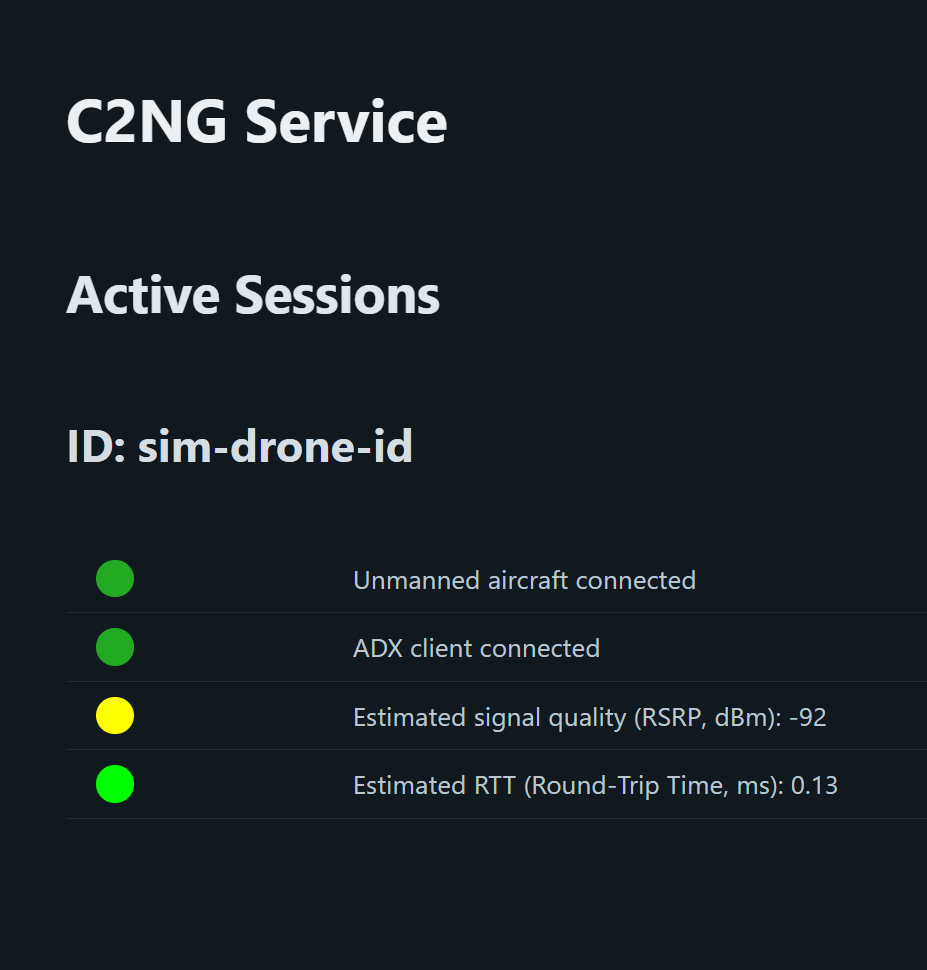 C2NG Service
Active Sessions
ID: sim-drone-id
Unmanned aircraft connected
ADX client connected
Estimated signal quality (RSRP, dBm): -92
Estimated RTT (Round-Trip Time, ms): 0.13